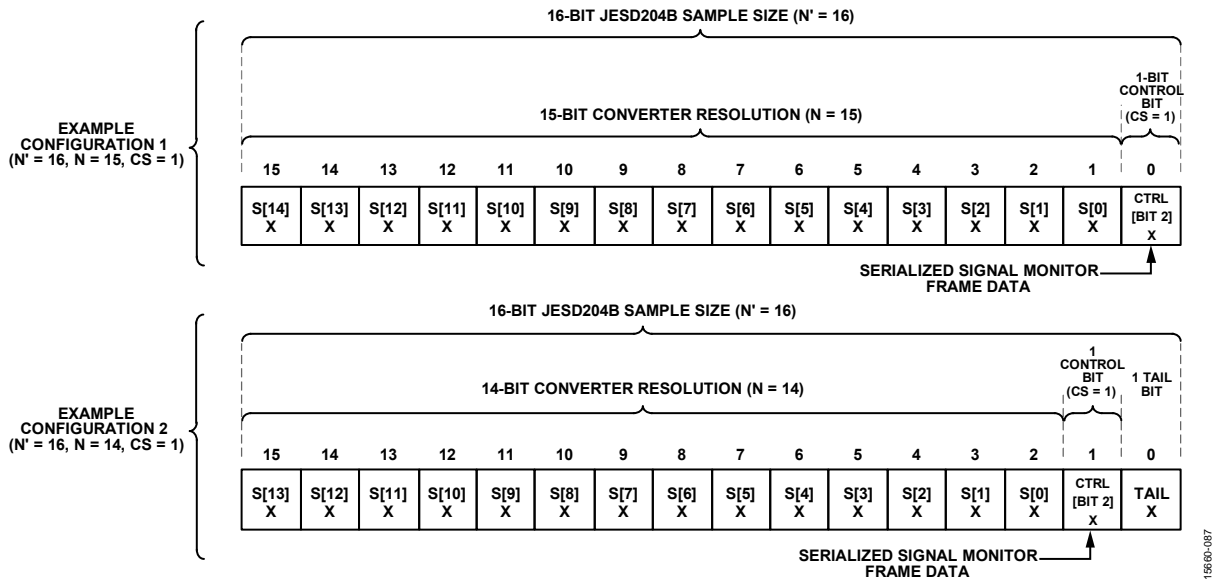 16-BIT JESD204B SAMPLE SIZE (N' = 16)
1-BIT
CONTROL
BIT
(CS = 1)
15-BIT CONVERTER RESOLUTION (N = 15)
EXAMPLE
CONFIGURATION 1
(N' = 16, N = 15, CS = 1)
15 14 13 12 11 10 9 8 7 6 5 4 3 2 1 0
S[14] S[13] S[12] S[11] S[10] S[9] S[8] S[7] S[6] S[5] S[4] S[3] S[2] S[1] S[0] CTRL
[BIT 2]
X X X X X X X X X X X X X X X X
SERIALIZED SIGNAL MONITOR
FRAME DATA
16-BIT JESD204B SAMPLE SIZE (N' = 16)
1
CONTROL
BIT
(CS = 1)
1 TAIL
BIT
14-BIT CONVERTER RESOLUTION (N = 14)
EXAMPLE
CONFIGURATION 2
(N' = 16, N = 14, CS = 1)
15 14 13 12 11 10 9 8 7 6 5 4 3 2 1 0
S[13] S[12] S[11] S[10] S[9] S[8] S[7] S[6] S[5] S[4] S[3] S[2] S[1] S[0] CTRL TAIL
[BIT 2]
X X X X X X X X X X X X X X X X
SERIALIZED SIGNAL MONITOR
FRAME DATA
15660-087